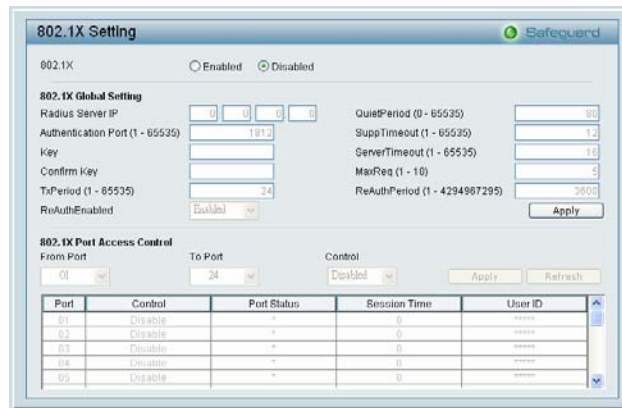 802.1X Setting
Safeguard
802.1X
Enabled
Disabled
802.1X Global Setting
Radius Server IP 0 0 0 0 QuietPeriod (0 - 65535) 80
Authentication Port (1 - 65535) 1812 SuppTimeout (1 - 65535) 12
Key ServerTimeout (1 - 65535) 16
Confirm Key MaxReq (1 - 10) 5
TxPeriod (1 - 65535) 24 ReAuthPeriod (1 - 4294967295) 3600
ReAuthEnabled Enabled Apply
802.1X Port Access Control
From Port To Port Control
01 24 Disabled Apply Refresh
Port Control Port Status Session Time User ID
01 Disable * 0 *****
02 Disable * 0 *****
03 Disable * 0 *****
04 Disable * 0 *****
05 Disable * 0 *****